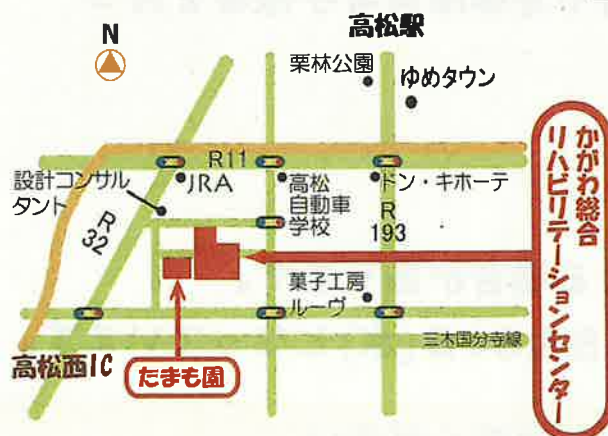 高松駅
N
栗林公園
ゆめタウン
R11
設計コンサル
タント
JRA
高松
自動車
学校
ドン・キホーテ
R
32
R
193
かがわ総合
リハビリテーションセンター
菓子工房
ルーヴ
三木国分寺線
高松西IC
たまも園